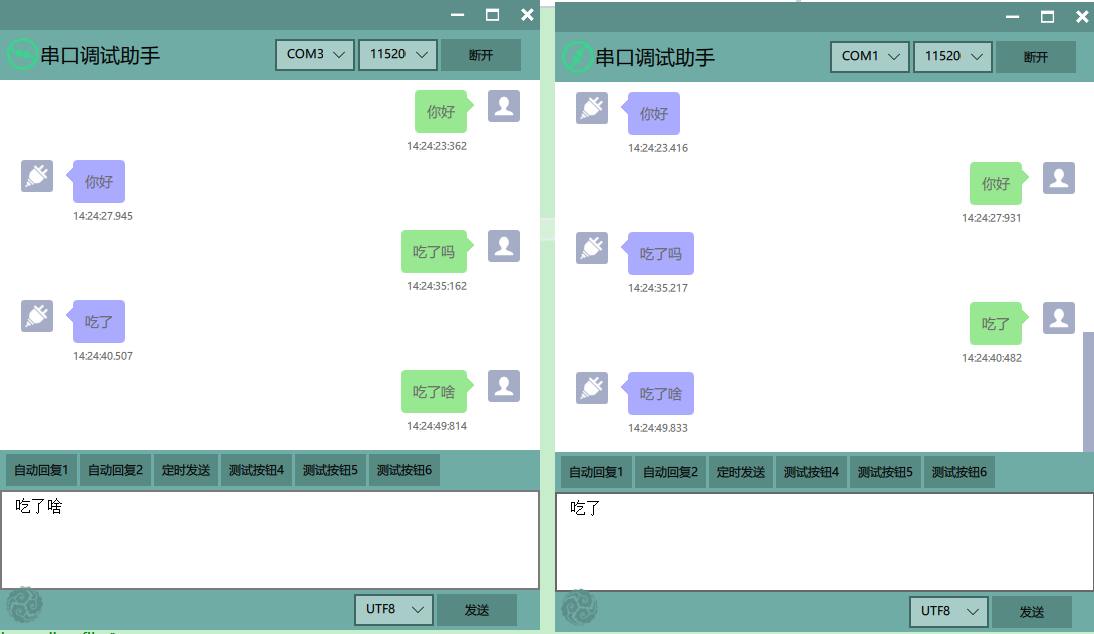 串口调试助手
COM3
11520
断开
你好
14:24:23:362
你好
14:24:27.945
吃了吗
14:24:35:162
吃了
14:24:40.507
吃了啥
14:24:49:814
自动回复1 自动回复2 定时发送 测试按钮4 测试按钮5 测试按钮6
吃了啥
UTF8
发送
串口调试助手
COM1
11520
断开
你好
14:24:23.416
你好
14:24:27:931
吃了吗
14:24:35.217
吃了
14:24:40:482
吃了啥
14:24:49.833
自动回复1 自动回复2 定时发送 测试按钮4 测试按钮5 测试按钮6
吃了
UTF8
发送